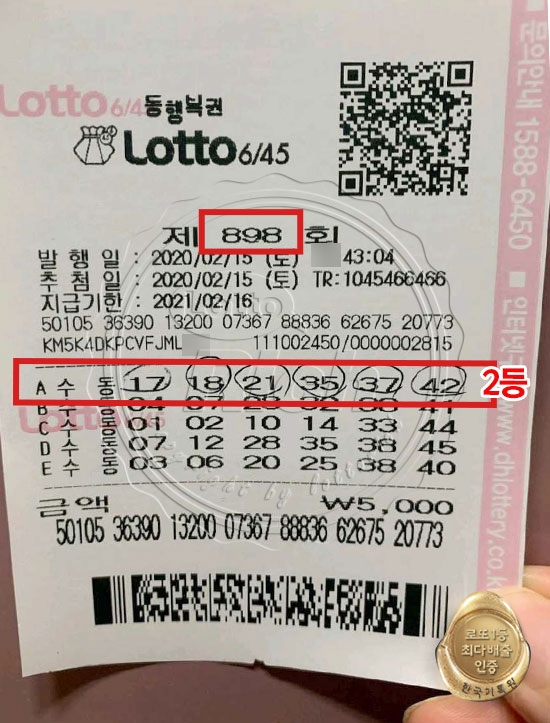 Lotto 6/4 동행복권
Lotto 6/45
제 898 회
발 행 일 : 2020/02/15 (토) 43:04
추 첨 일 : 2020/02/15 (토) TR:1045466466
지급기한 : 2021/02/16
50105 36390 13200 07367 88836 62675 20773
KM5K4DKPCVFJML 111002450/0000002815
A 수 동 17 18 21 35 37 42 2등
B
C 수 동 01 02 10 14 33 44
D 수 동 07 12 28 35 38 45
E 수 동 03 06 20 25 38 40
금액 ₩5,000
50105 36390 13200 07367 88836 62675 20773
문의안내 1588-6450
www.dhlottery.co.k
로또1등
최다배출
인증
한국기록원